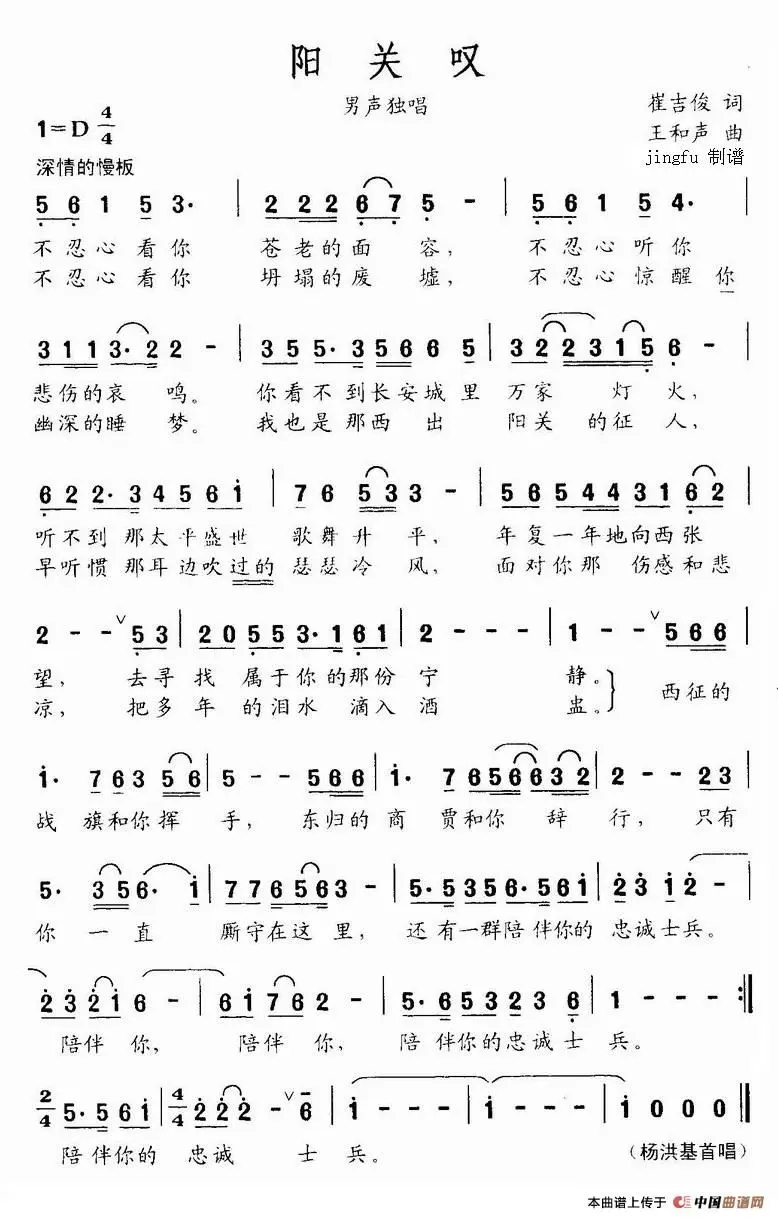 阳关叹
男声独唱
崔吉俊 词
1=D 4/4
王和声 曲
jingfu 制谱
深情的慢板
5 6 1 5 3· | 2 2 2 2 6 7 5 - | 5 6 1 5 4· |
不忍心看你 苍老的面容， 不忍心听你
不忍心看你 坍塌的废墟， 不忍心惊醒你
3 1 1 3· 2 2 - | 3 5 5· 3 5 6 6 5 | 3 2 2 3 1 5 6 - |
悲伤的哀鸣。 你看不到长安城里万家灯火，
幽深的睡梦。 我也是那西出阳关的征人，
6 2 2· 3 4 5 6 1 | 7 6 5 3 3 - | 5 6 5 4 4 3 1 6 2 |
听不到那太平盛世歌舞升平， 年复一年地向西张
早听惯那耳边吹过的瑟瑟冷风， 面对你那伤感和悲
2 - - ∨ 5 3 | 2 0 5 5 3· 1 6 1 | 2 - - - | 1 - ∨ 5 6 6 |
望， 去寻找属于你的那份宁静。 西征的
凉， 把多年的泪水滴入酒盅。
1· 7 6 3 5 6 | 5 - - 5 6 6 | 1· 7 6 5 6 6 3 2 | 2 - - 2 3 |
战旗和你挥手， 东归的商贾和你辞行， 只有
5· 3 5 6· 1 | 7 7 6 5 6 3 - | 5· 5 3 5 6· 5 6 1 | 2 3 1 2 - |
你一直厮守在这里， 还有一群陪伴你的忠诚士兵。
2 3 2 1 6 - | 6 1 7 6 2 - | 5· 6 5 3 2 3 6 | 1 - - - :‖
陪伴你， 陪伴你， 陪伴你的忠诚士兵。
2/4 5· 5 6 1 | 4/4 2 2 2· - ∨ 6 | 1 - - - | 1 - - - | 1 0 0 0 ‖
陪伴你的忠诚士兵。 （杨洪基首唱）
本曲谱上传于 中国曲谱网